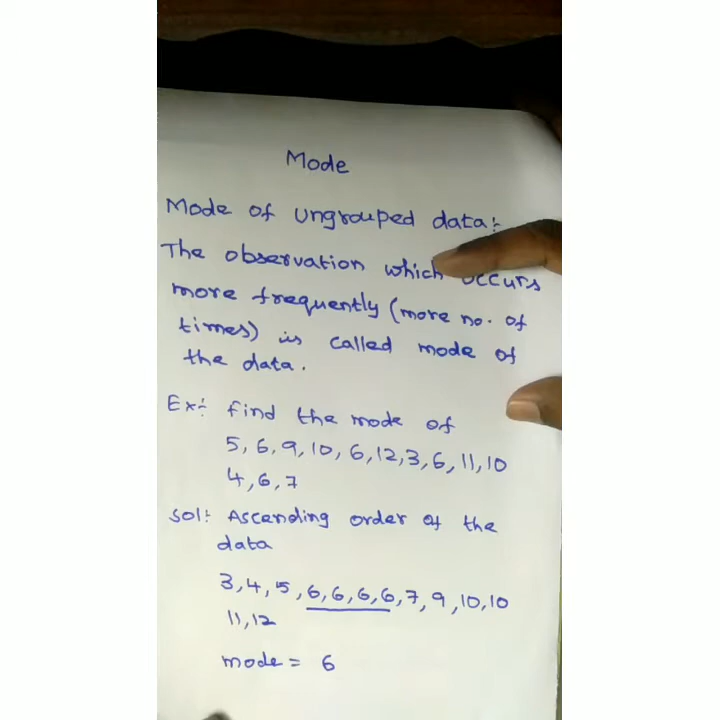 Mode
Mode of ungrouped data:-
The observation which occurs
more frequently (more no. of
times) is called mode of
the data.
Ex:- find the mode of
5, 6, 9, 10, 6, 12, 3, 6, 11, 10
4, 6, 7
Sol:- Ascending order of the
data
3, 4, 5, 6, 6, 6, 6, 7, 9, 10, 10
11, 12
mode = 6